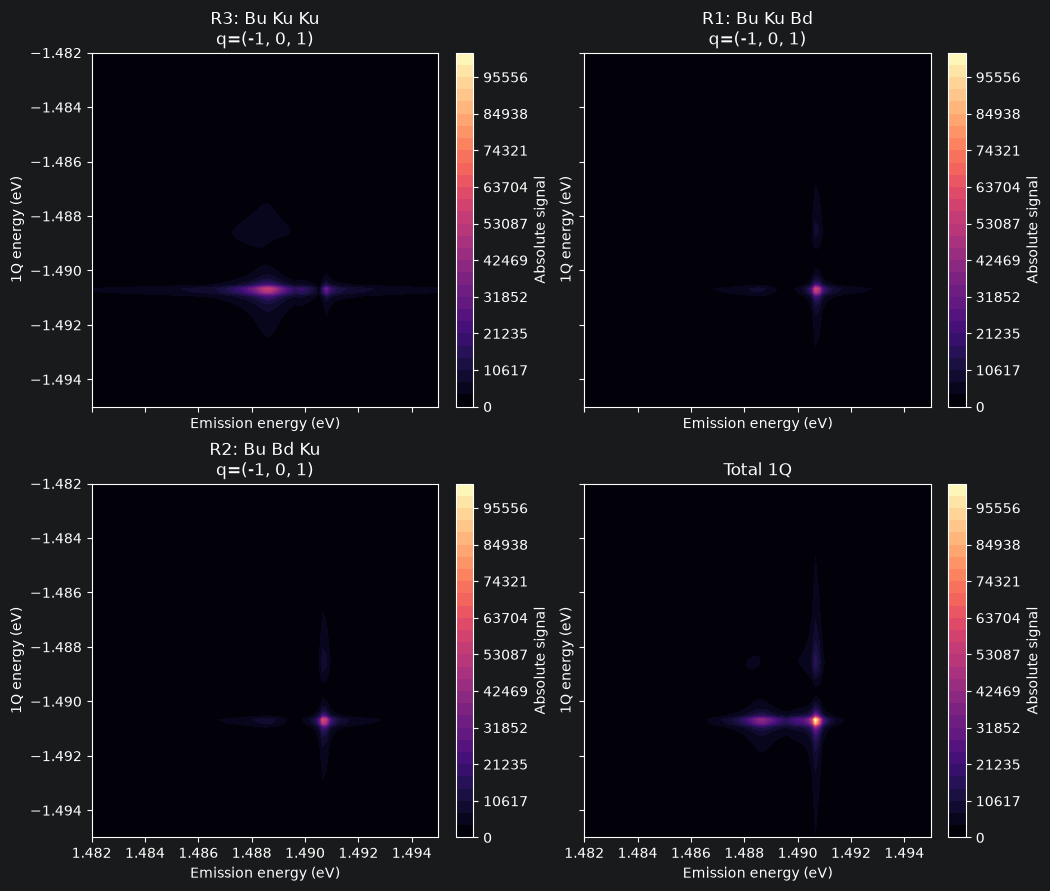 R3: Bu Ku Ku
q=(-1, 0, 1)
−1.482
−1.484
−1.486
−1.488
−1.490
−1.492
−1.494
1Q energy (eV)
Emission energy (eV)
95556
84938
74321
63704
53087
42469
31852
21235
10617
0
Absolute signal
R1: Bu Ku Bd
q=(-1, 0, 1)
1Q energy (eV)
Emission energy (eV)
95556
84938
74321
63704
53087
42469
31852
21235
10617
0
Absolute signal
R2: Bu Bd Ku
q=(-1, 0, 1)
−1.482
−1.484
−1.486
−1.488
−1.490
−1.492
−1.494
1Q energy (eV)
1.482 1.484 1.486 1.488 1.490 1.492 1.494
Emission energy (eV)
95556
84938
74321
63704
53087
42469
31852
21235
10617
0
Absolute signal
Total 1Q
1Q energy (eV)
1.482 1.484 1.486 1.488 1.490 1.492 1.494
Emission energy (eV)
95556
84938
74321
63704
53087
42469
31852
21235
10617
0
Absolute signal